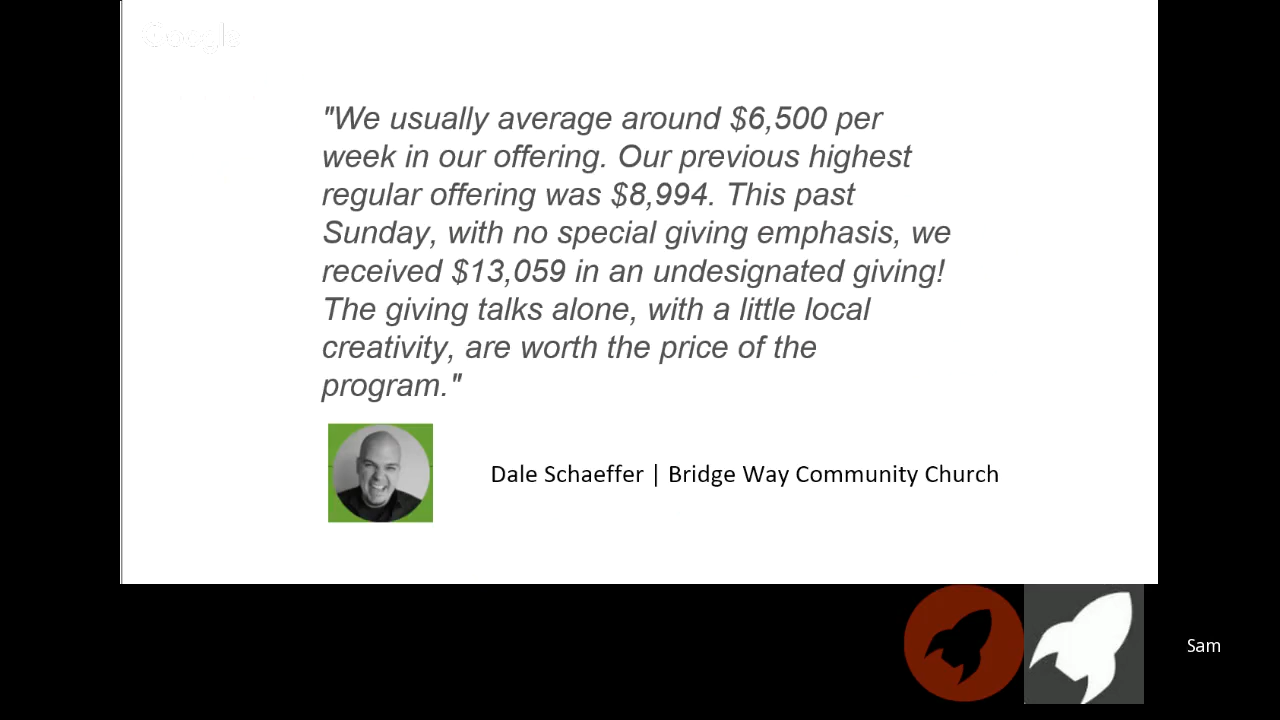 Google
"We usually average around $6,500 per
week in our offering. Our previous highest
regular offering was $8,994. This past
Sunday, with no special giving emphasis, we
received $13,059 in an undesignated giving!
The giving talks alone, with a little local
creativity, are worth the price of the
program."
Dale Schaeffer | Bridge Way Community Church
Sam